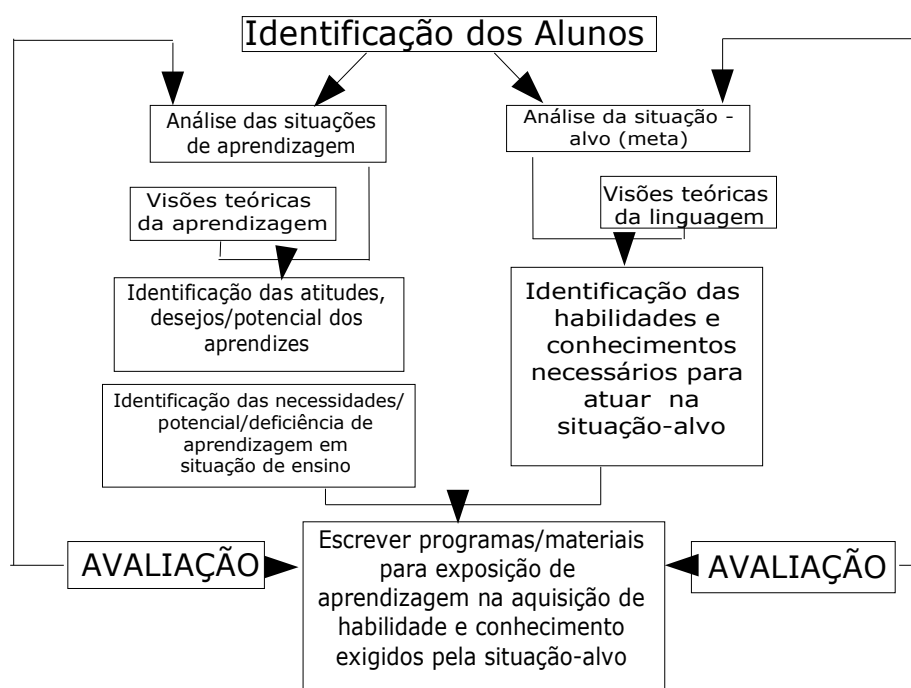 Identificação dos Alunos
Análise das situações
de aprendizagem
Análise da situação -
alvo (meta)
Visões teóricas
da aprendizagem
Visões teóricas
da linguagem
Identificação das atitudes,
desejos/potencial dos
aprendizes
Identificação das
habilidades e
conhecimentos
necessários para
atuar na
situação-alvo
Identificação das necessidades/
potencial/deficiência de
aprendizagem em
situação de ensino
AVALIAÇÃO
Escrever programas/materiais
para exposição de
aprendizagem na aquisição de
habilidade e conhecimento
exigidos pela situação-alvo
AVALIAÇÃO